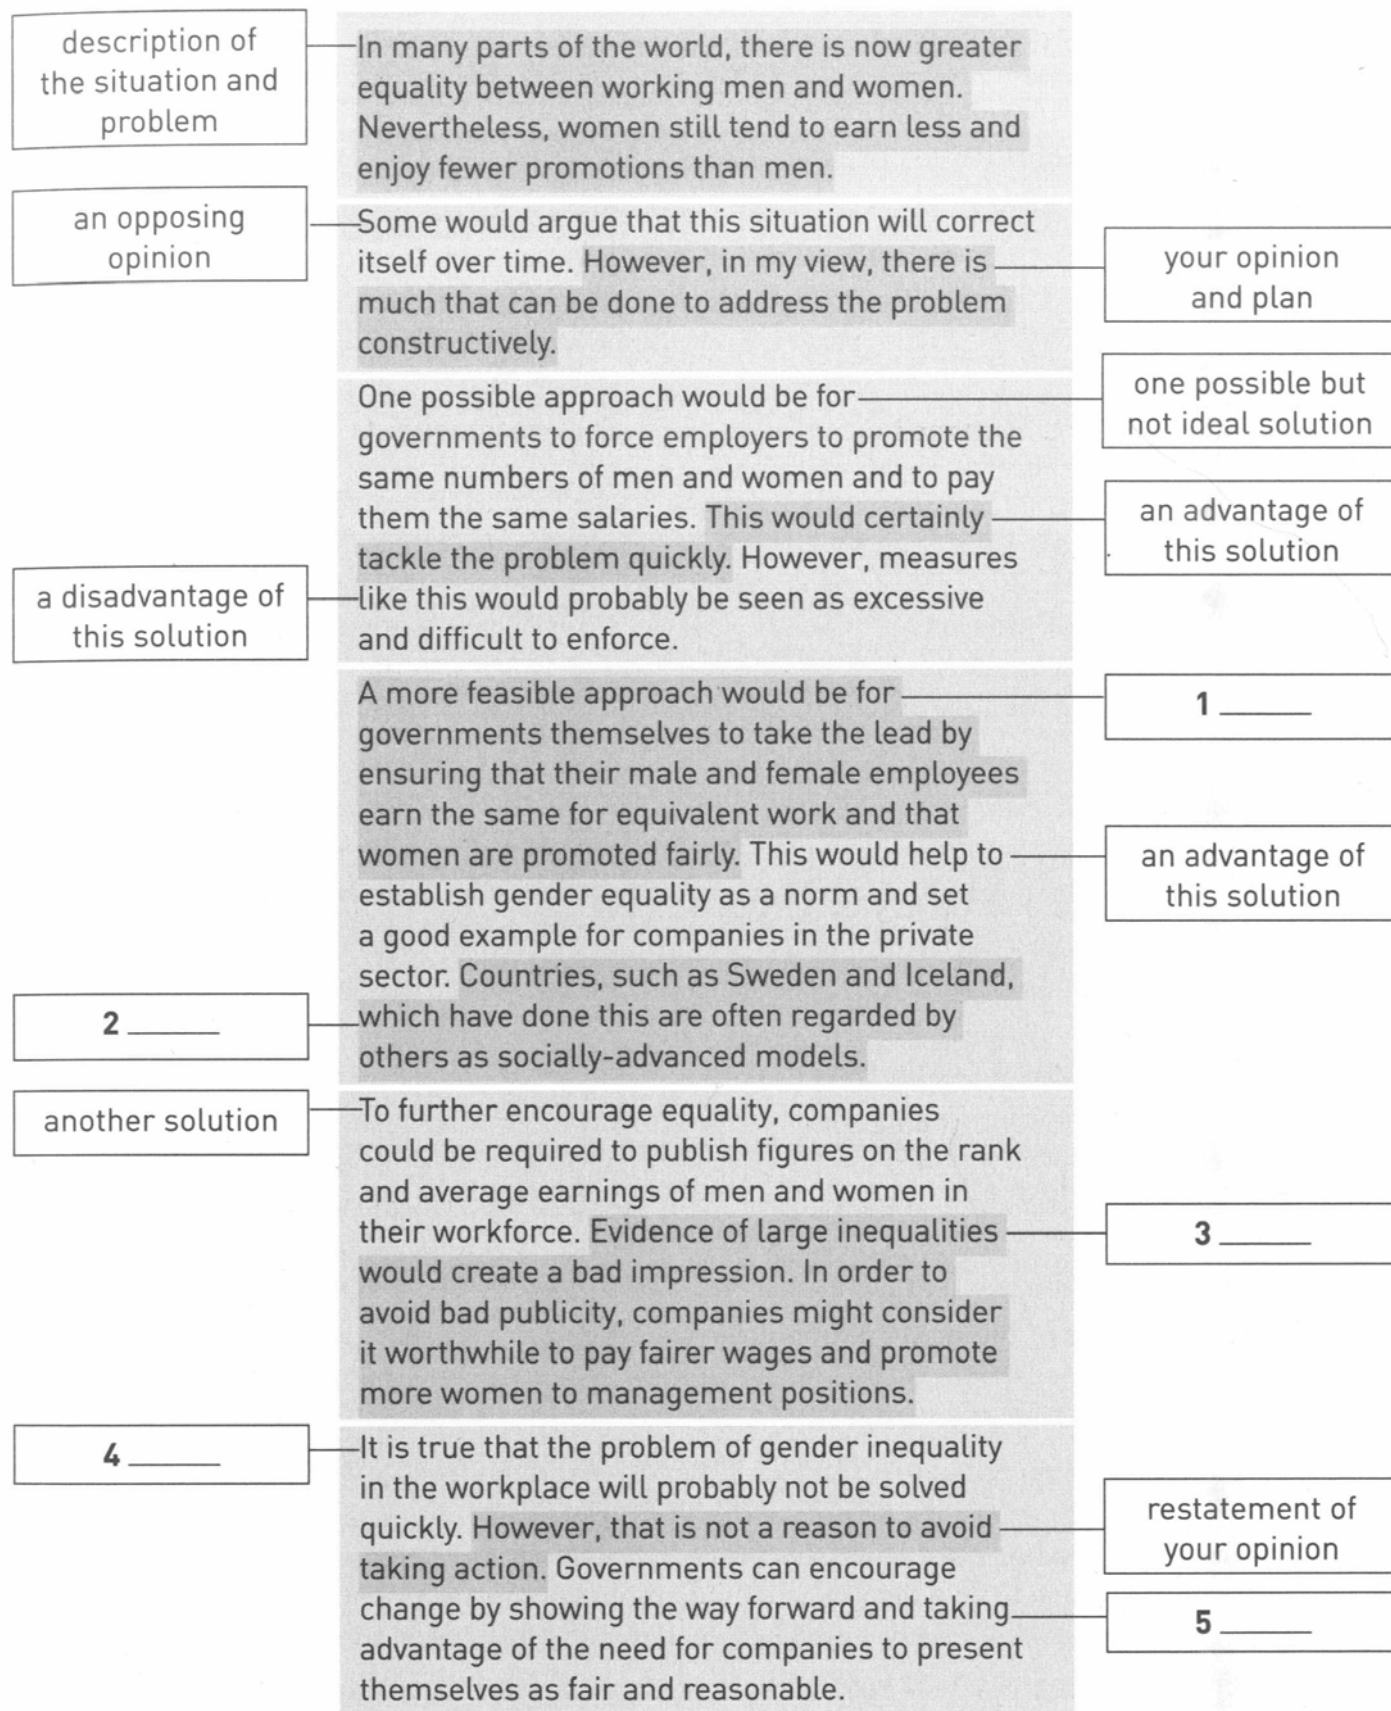 description of
the situation and
problem
In many parts of the world, there is now greater
equality between working men and women.
Nevertheless, women still tend to earn less and
enjoy fewer promotions than men.
an opposing
opinion
Some would argue that this situation will correct
itself over time. However, in my view, there is
much that can be done to address the problem
constructively.
your opinion
and plan
One possible approach would be for
governments to force employers to promote the
same numbers of men and women and to pay
them the same salaries. This would certainly
tackle the problem quickly. However, measures
like this would probably be seen as excessive
and difficult to enforce.
one possible but
not ideal solution
an advantage of
this solution
a disadvantage of
this solution
A more feasible approach would be for
governments themselves to take the lead by
ensuring that their male and female employees
earn the same for equivalent work and that
women are promoted fairly. This would help to
establish gender equality as a norm and set
a good example for companies in the private
sector. Countries, such as Sweden and Iceland,
which have done this are often regarded by
others as socially-advanced models.
1 ______
an advantage of
this solution
2 ______
another solution
To further encourage equality, companies
could be required to publish figures on the rank
and average earnings of men and women in
their workforce. Evidence of large inequalities
would create a bad impression. In order to
avoid bad publicity, companies might consider
it worthwhile to pay fairer wages and promote
more women to management positions.
3 ______
4 ______
It is true that the problem of gender inequality
in the workplace will probably not be solved
quickly. However, that is not a reason to avoid
taking action. Governments can encourage
change by showing the way forward and taking
advantage of the need for companies to present
themselves as fair and reasonable.
restatement of
your opinion
5 ______